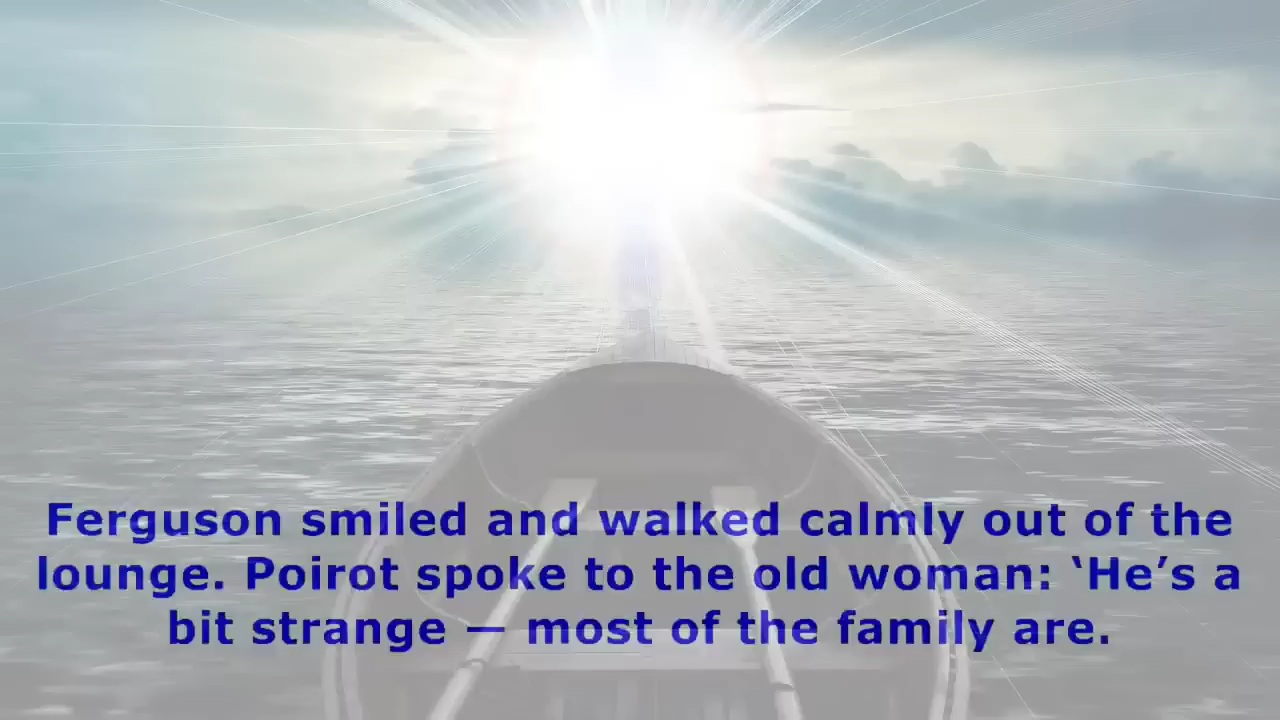 Ferguson smiled and walked calmly out of the
lounge. Poirot spoke to the old woman: ‘He’s a
bit strange — most of the family are.